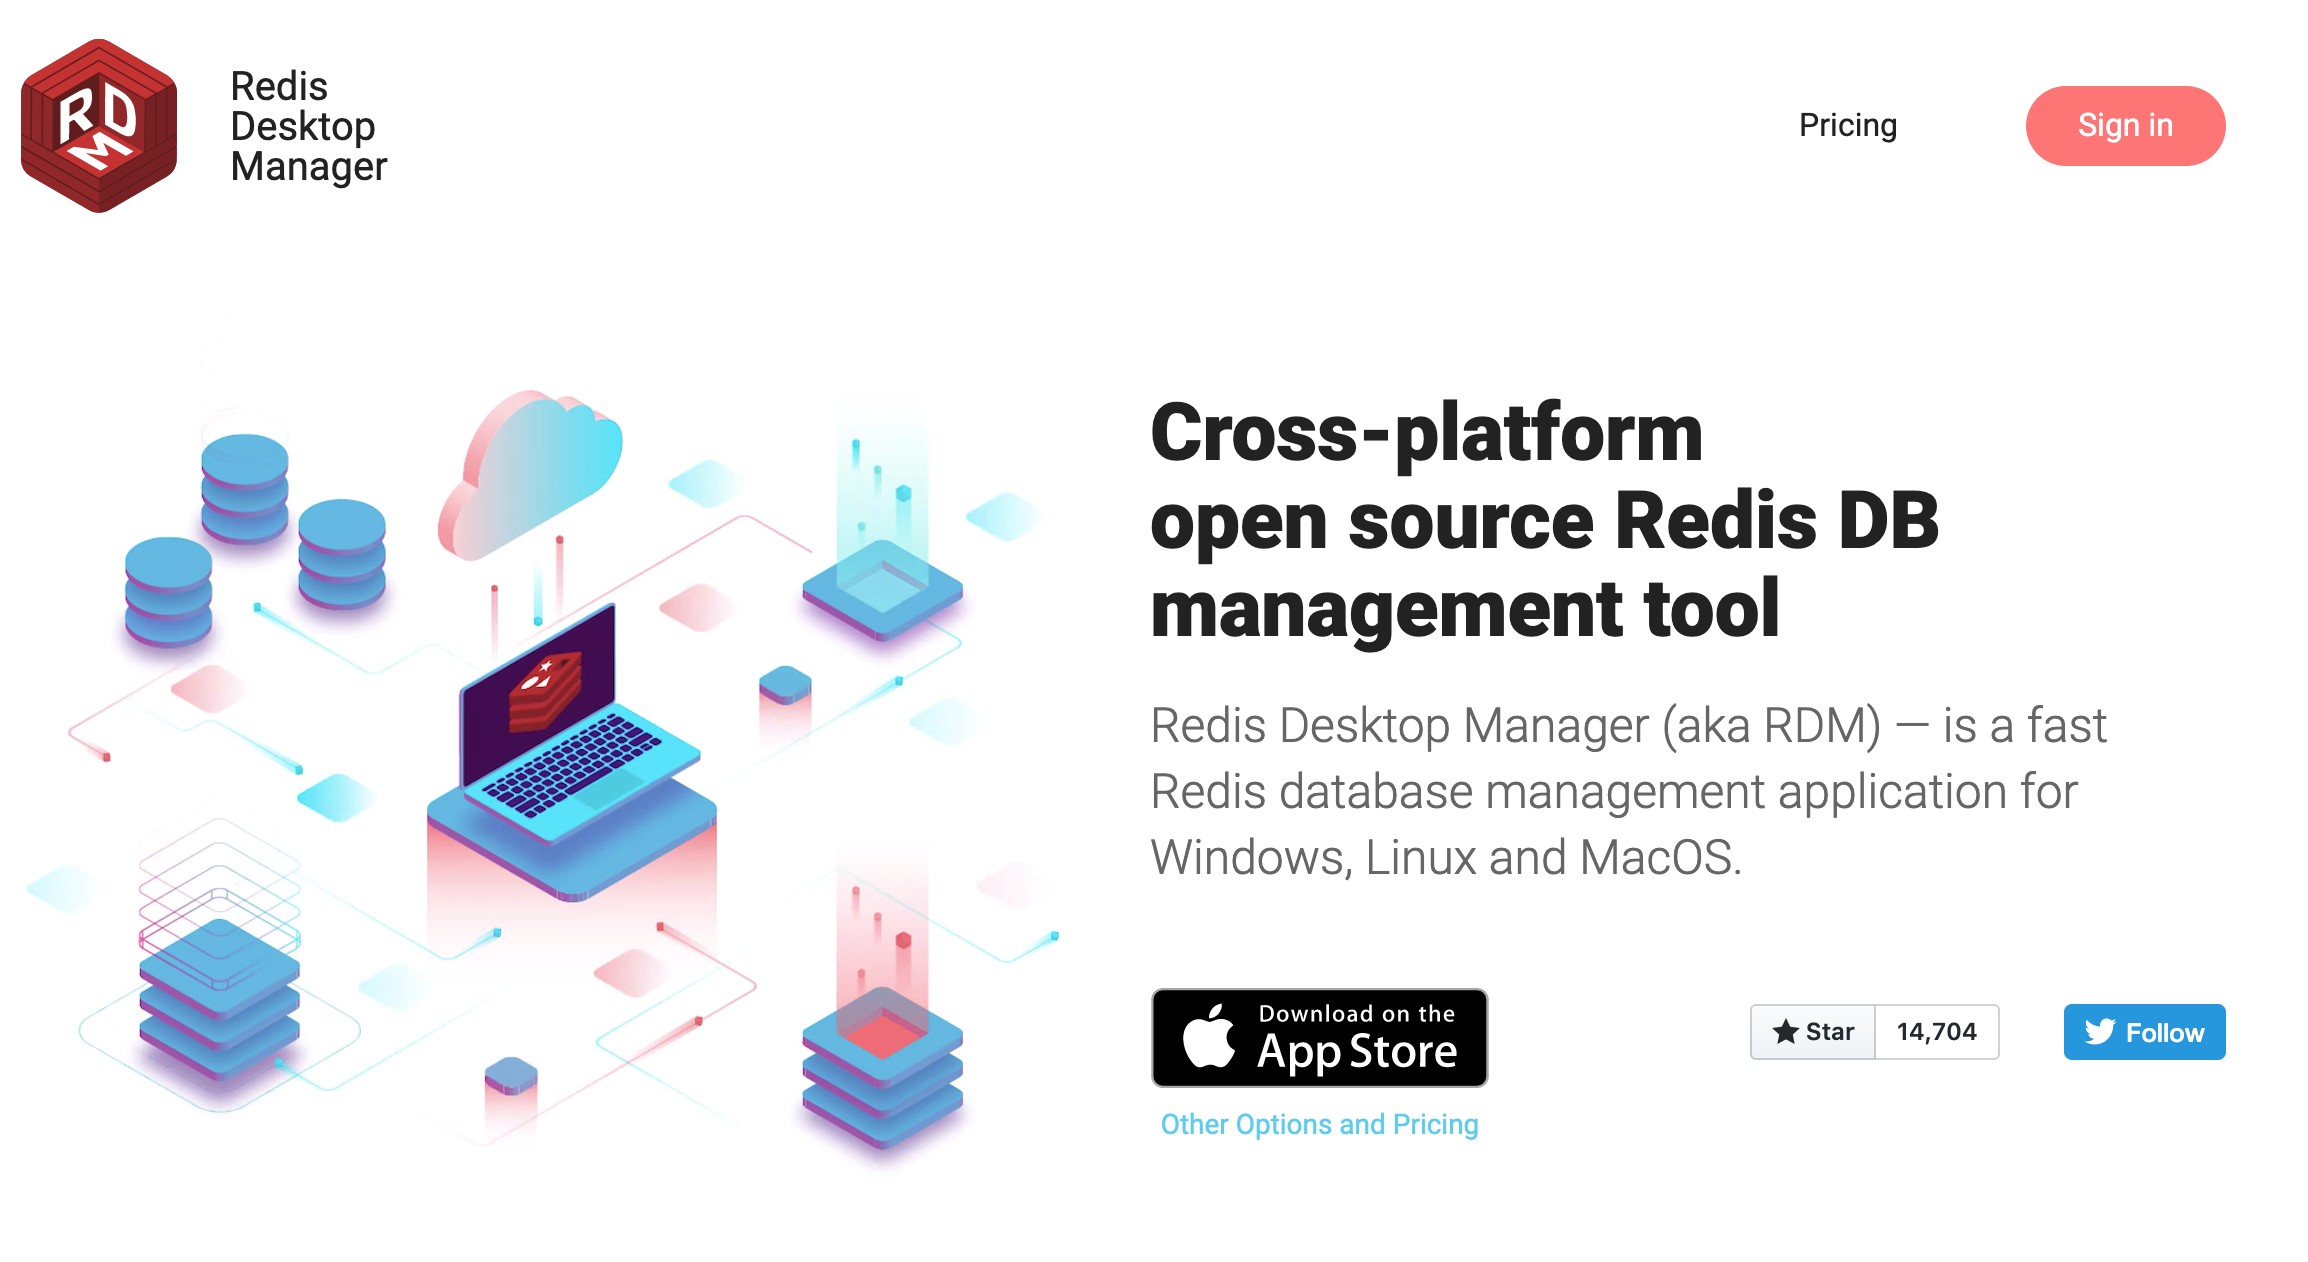 RDM
Redis
Desktop
Manager
Pricing
Sign in
Cross-platform
open source Redis DB
management tool
Redis Desktop Manager (aka RDM) — is a fast
Redis database management application for
Windows, Linux and MacOS.
Download on the
App Store
Star
14,704
Follow
Other Options and Pricing